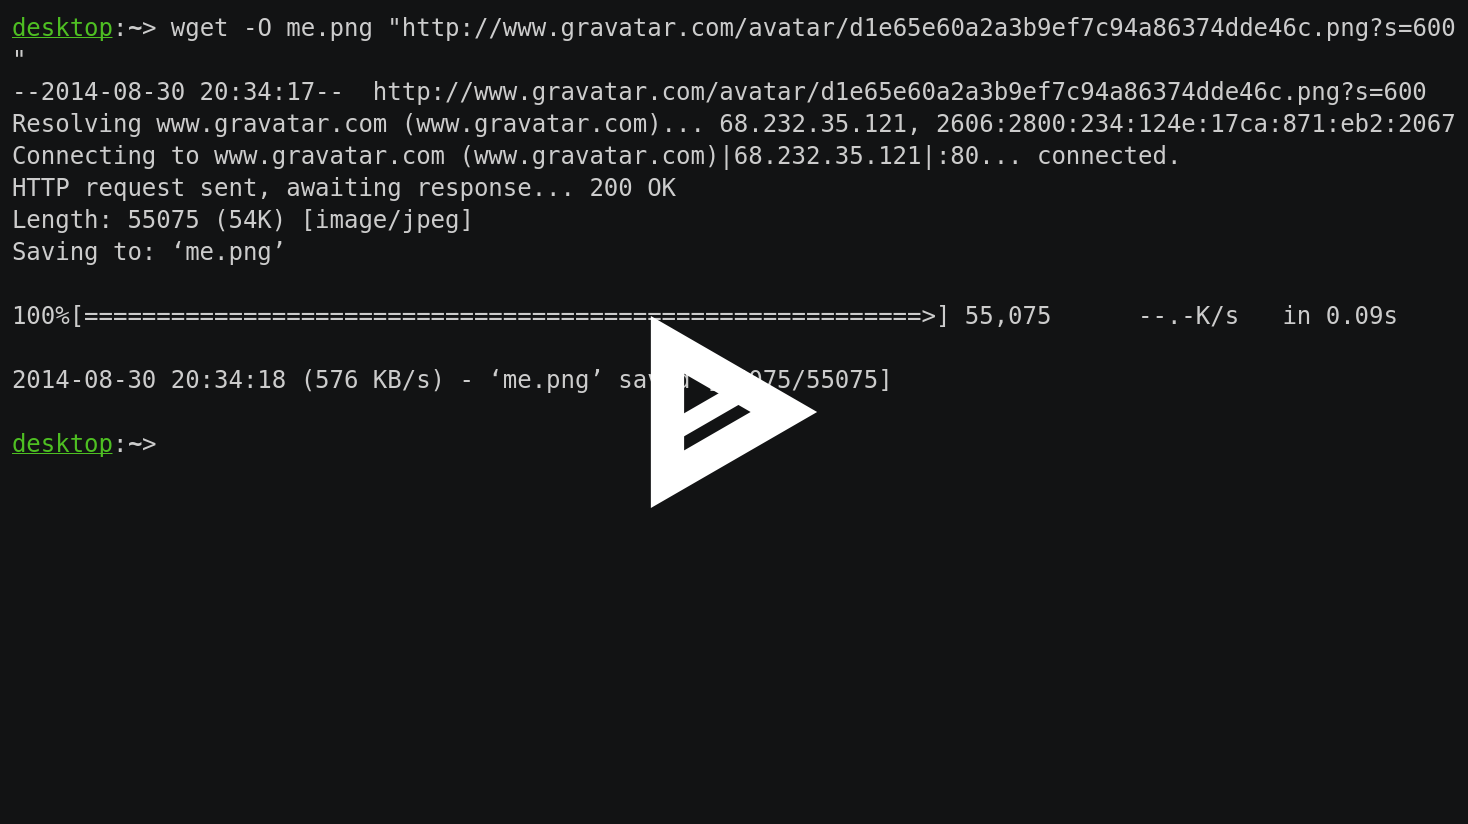 desktop:~> wget -O me.png "http://www.gravatar.com/avatar/d1e65e60a2a3b9ef7c94a86374dde46c.png?s=600
"
--2014-08-30 20:34:17--  http://www.gravatar.com/avatar/d1e65e60a2a3b9ef7c94a86374dde46c.png?s=600
Resolving www.gravatar.com (www.gravatar.com)... 68.232.35.121, 2606:2800:234:124e:17ca:871:eb2:2067
Connecting to www.gravatar.com (www.gravatar.com)|68.232.35.121|:80... connected.
HTTP request sent, awaiting response... 200 OK
Length: 55075 (54K) [image/jpeg]
Saving to: ‘me.png’
100%[==========================================================>] 55,075      --.-K/s   in 0.09s
2014-08-30 20:34:18 (576 KB/s) - ‘me.png’ saved [55075/55075]
desktop:~>